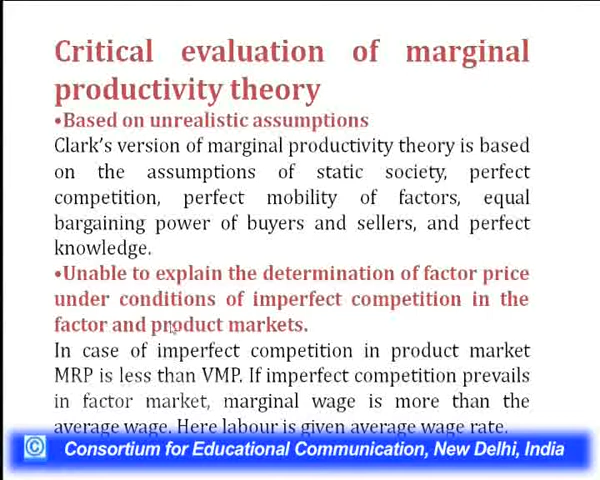 Critical evaluation of marginal
productivity theory
•Based on unrealistic assumptions
Clark's version of marginal productivity theory is based
on the assumptions of static society, perfect
competition, perfect mobility of factors, equal
bargaining power of buyers and sellers, and perfect
knowledge.
•Unable to explain the determination of factor price
under conditions of imperfect competition in the
factor and product markets.
In case of imperfect competition in product market
MRP is less than VMP. If imperfect competition prevails
in factor market, marginal wage is more than the
average wage. Here labour is given average wage rate.
© Consortium for Educational Communication, New Delhi, India